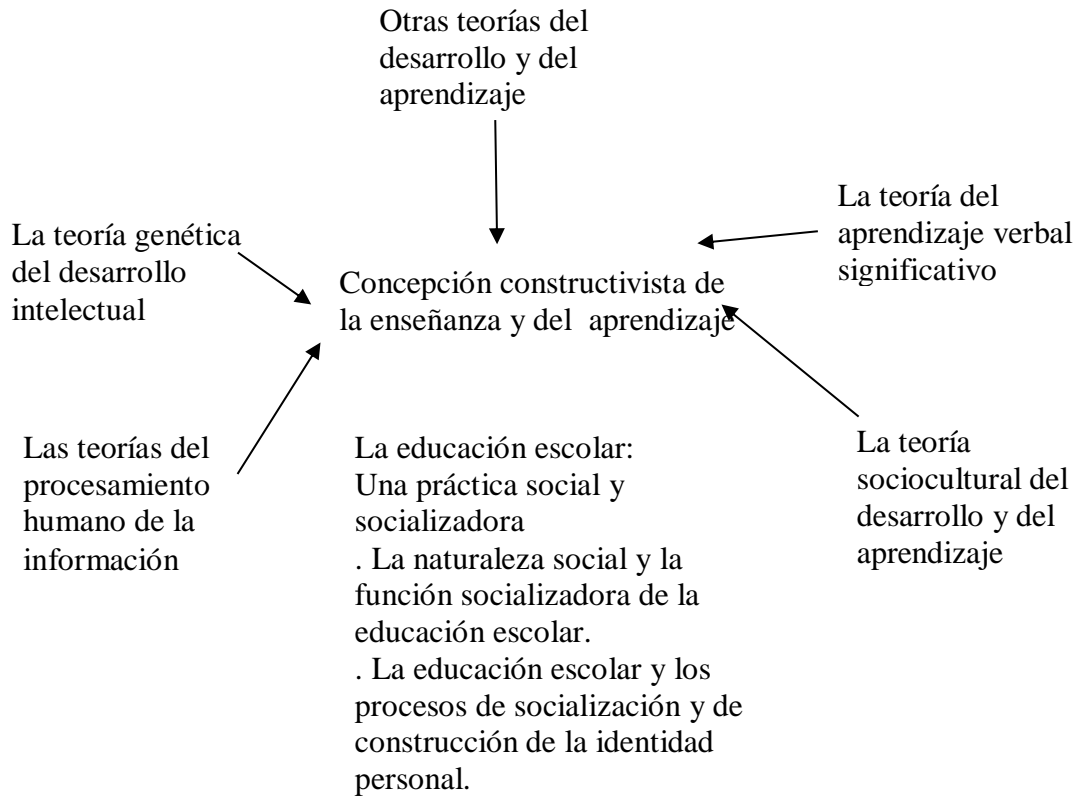 Otras teorías del
desarrollo y del
aprendizaje
La teoría genética
del desarrollo
intelectual
La teoría del
aprendizaje verbal
significativo
Concepción constructivista de
la enseñanza y del aprendizaje
Las teorías del
procesamiento
humano de la
información
La educación escolar:
Una práctica social y
socializadora
. La naturaleza social y la
función socializadora de la
educación escolar.
. La educación escolar y los
procesos de socialización y de
construcción de la identidad
personal.
La teoría
sociocultural del
desarrollo y del
aprendizaje